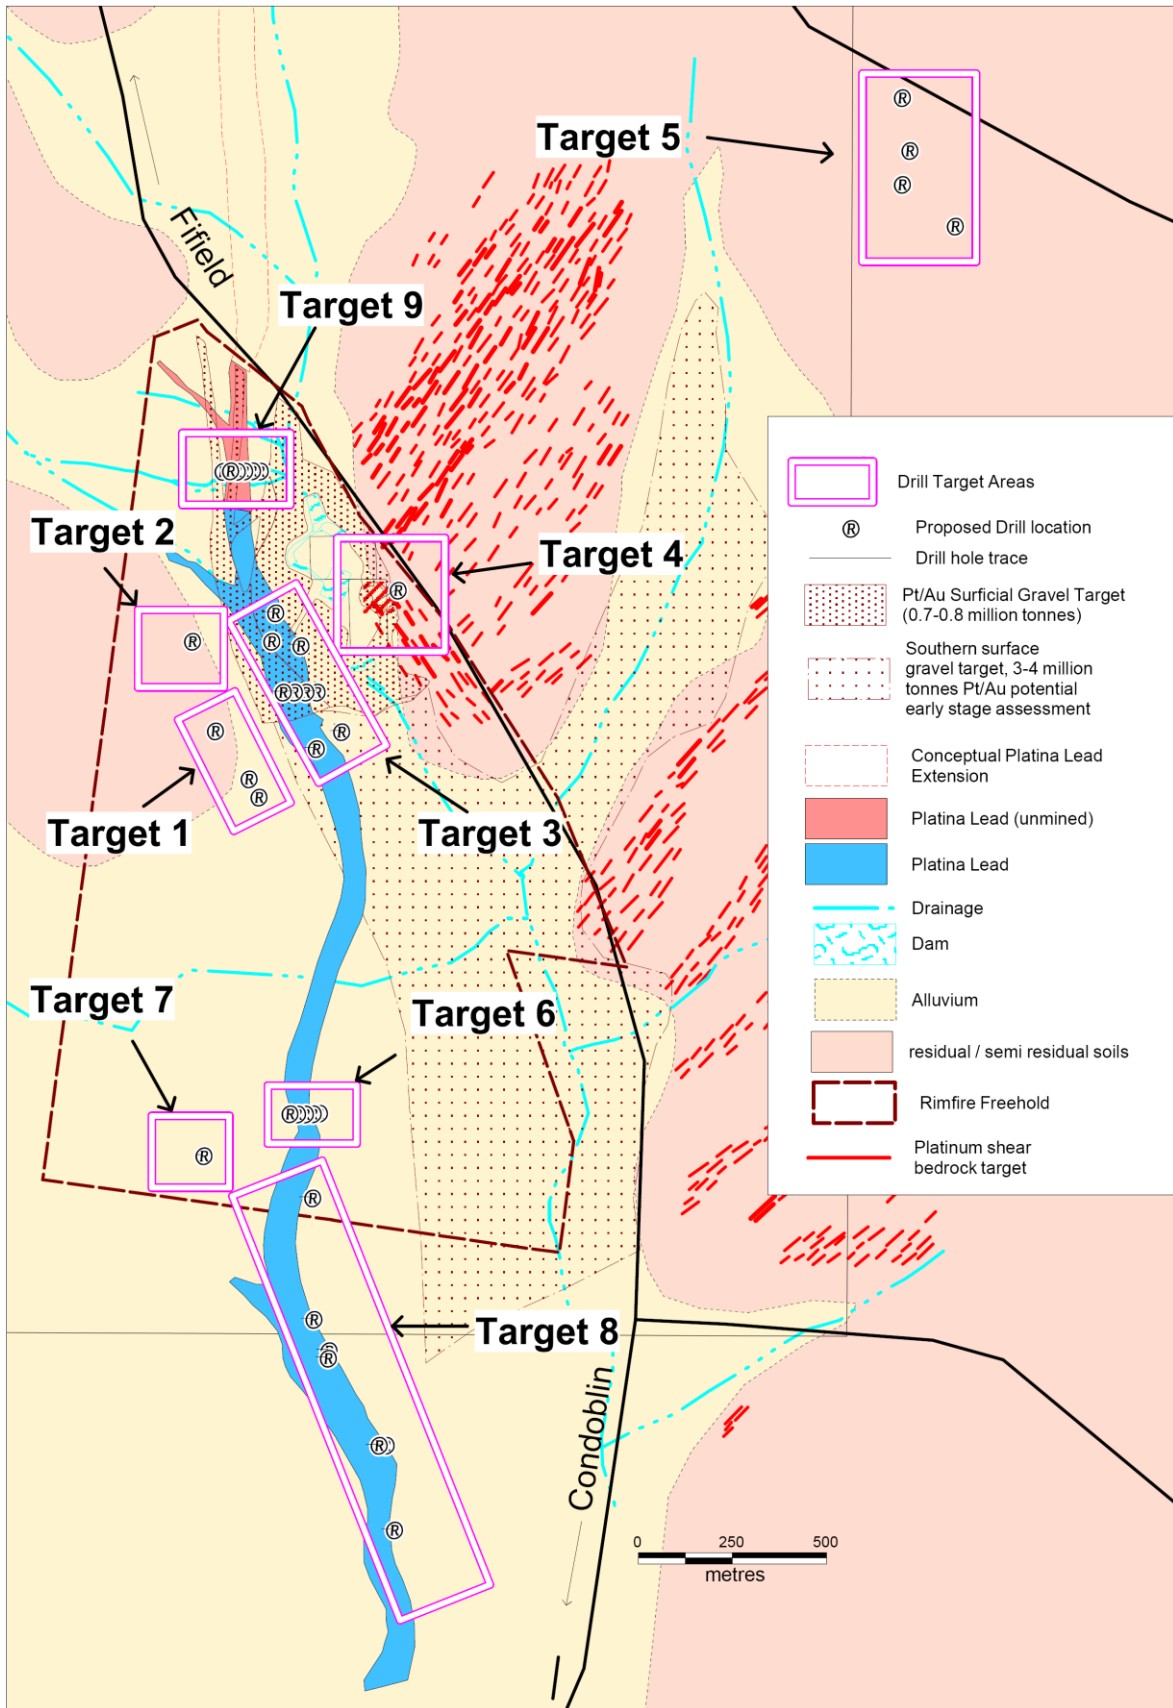 Target 5
Fifield
Target 9
Target 2
Target 4
Target 1
Target 3
Target 7
Target 6
Target 8
Condoblin
Drill Target Areas
® Proposed Drill location
Drill hole trace
Pt/Au Surficial Gravel Target
(0.7-0.8 million tonnes)
Southern surface
gravel target, 3-4 million
tonnes Pt/Au potential
early stage assessment
Conceptual Platina Lead
Extension
Platina Lead (unmined)
Platina Lead
Drainage
Dam
Alluvium
residual / semi residual soils
Rimfire Freehold
Platinum shear
bedrock target
0 250 500
metres